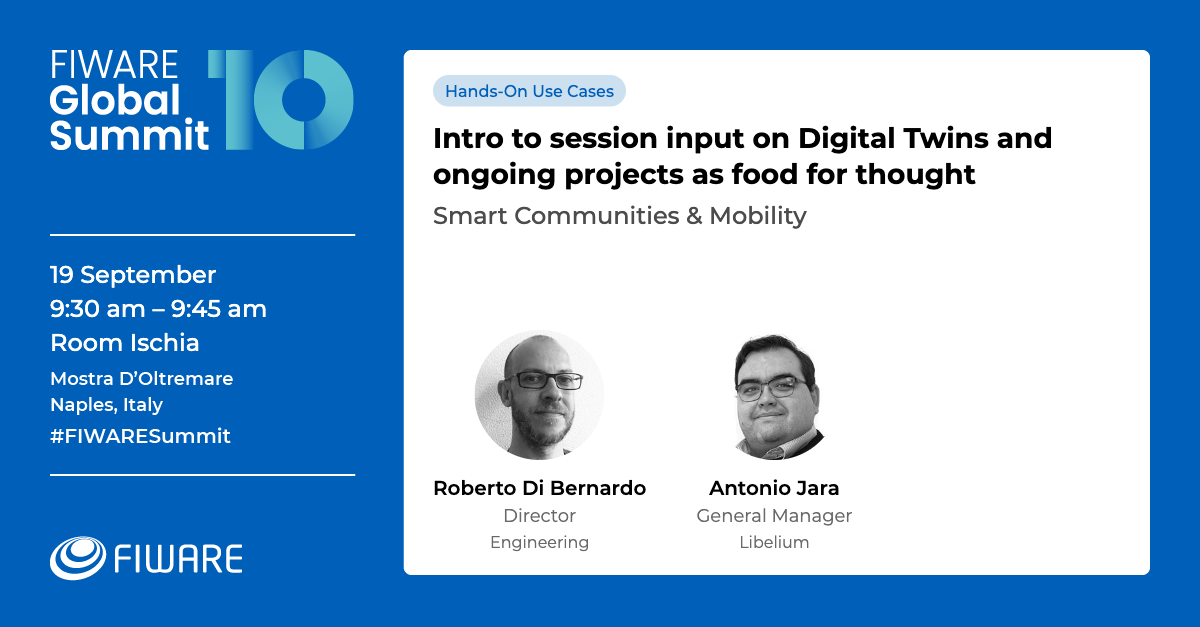 FIWARE
Global
Summit
10
19 September
9:30 am – 9:45 am
Room Ischia
Mostra D’Oltremare
Naples, Italy
#FIWARESummit
FIWARE
Hands-On Use Cases
Intro to session input on Digital Twins and
ongoing projects as food for thought
Smart Communities & Mobility
Roberto Di Bernardo
Director
Engineering
Antonio Jara
General Manager
Libelium